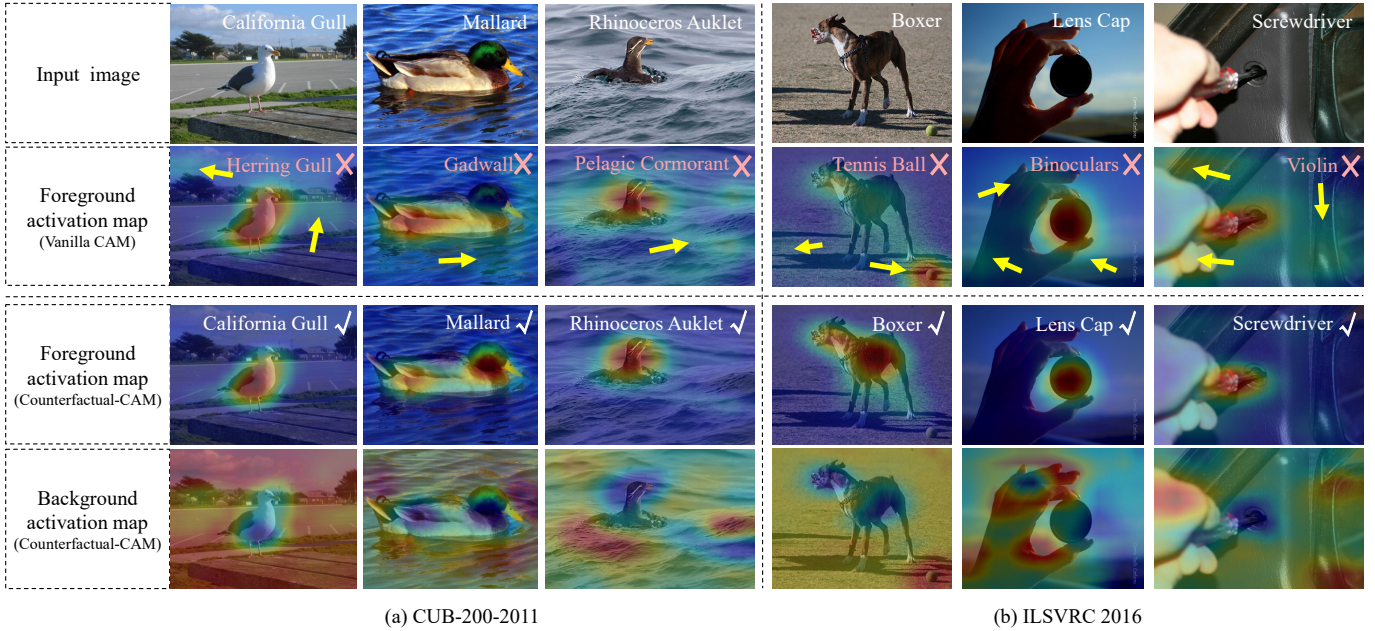 Input image
California Gull
Mallard
Rhinoceros Auklet
Boxer
Lens Cap
Screwdriver
Foreground
activation map
(Vanilla CAM)
Herring Gull
Gadwall
Pelagic Cormorant
Tennis Ball
Binoculars
Violin
Foreground
activation map
(Counterfactual-CAM)
California Gull
Mallard
Rhinoceros Auklet
Boxer
Lens Cap
Screwdriver
Background
activation map
(Counterfactual-CAM)
(a) CUB-200-2011
(b) ILSVRC 2016